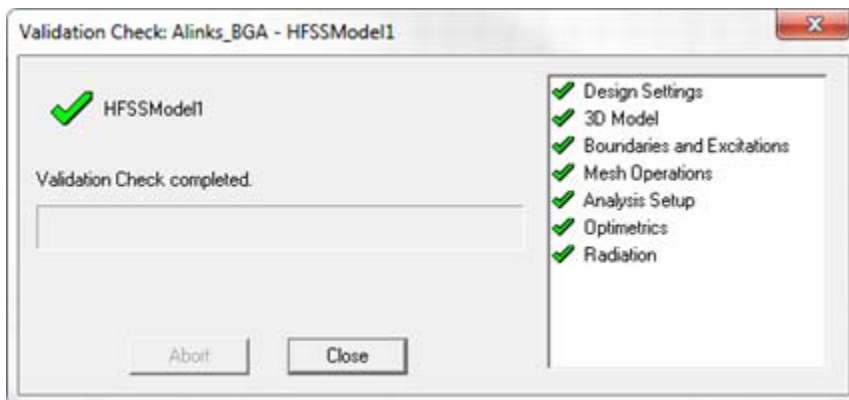 Validation Check: Alinks_BGA - HFSSModel1
HFSSModel1
Validation Check completed.
Abort
Close
Design Settings
3D Model
Boundaries and Excitations
Mesh Operations
Analysis Setup
Optimetrics
Radiation